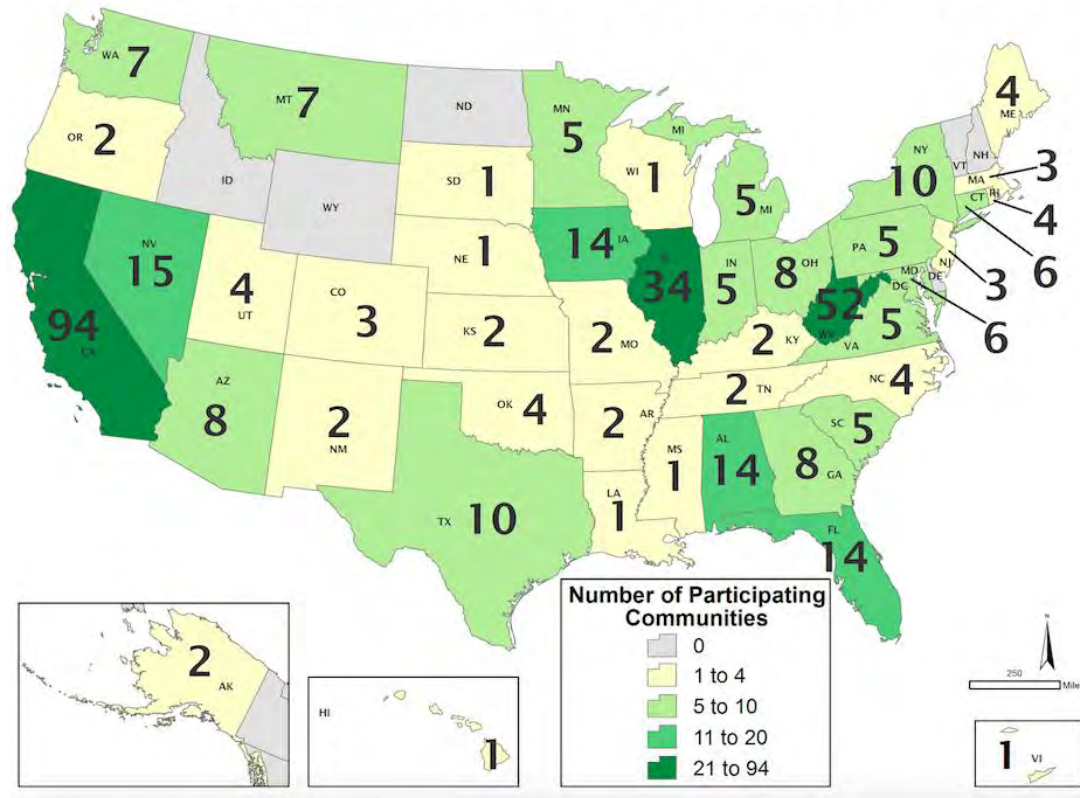 WA 7
MT 7
ND
MN
5
MI
4
ME
OR 2
ID
WY
SD 1
WI 1
NY
10
VT
NH
MA
3
RI
4
CT
6
5 MI
NV
15
NE 1
14 IA
PA 5
NJ
3
94
CA
4
UT
CO
3
34
IN
5
8 OH
MD
DC
DE
6
52
WV
5
VA
KS 2
2 MO
2 KY
AZ
8
2
NM
OK 4
2 AR
2 TN
NC 4
MS
1
AL
14
SC 5
8 GA
TX 10
LA
1
FL
14
Number of Participating
Communities
0
1 to 4
5 to 10
11 to 20
21 to 94
2
AK
HI
1
N
250
Mile
1 VI